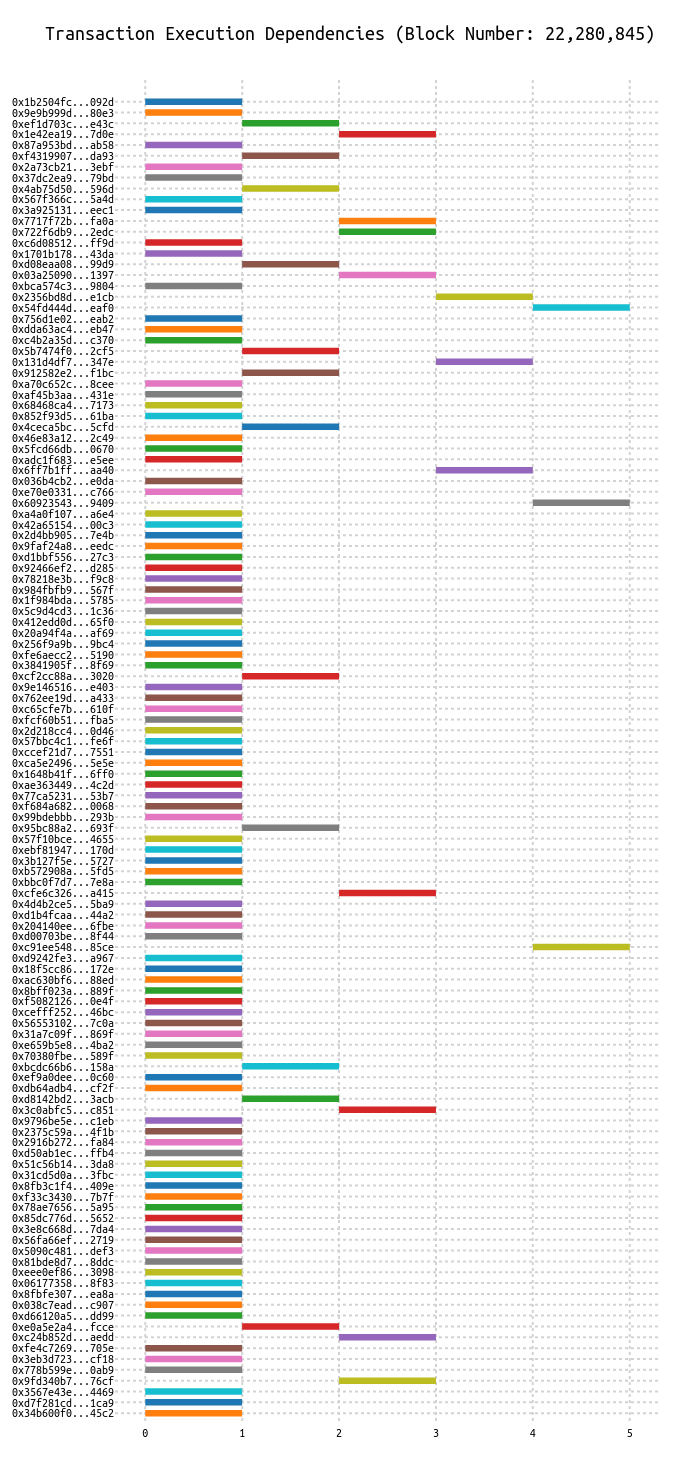 Transaction Execution Dependencies (Block Number: 22,280,845)
0x1b2504fc...092d
0x9e9b999d...80e3
0xef1d703c...e43c
0x1e42ea19...7d0e
0x87a953bd...ab58
0xf4319907...da93
0x2a73cb21...3ebf
0x37dc2ea9...79bd
0x4ab75d50...596d
0x567f366c...5a4d
0x3a925131...eec1
0x7717f72b...fa0a
0x722f6db9...2edc
0xc6d08512...ff9d
0x1701b178...43da
0xd08eaa08...99d9
0x03a25090...1397
0xbca574c3...9804
0x2356bd8d...e1cb
0x54fd444d...eaf0
0x756d1e02...eab2
0xdda63ac4...eb47
0xc4b2a35d...c370
0x5b7474f0...2cf5
0x131d4df7...347e
0x912582e2...f1bc
0xa70c652c...8cee
0xaf45b3aa...431e
0x68468ca4...7173
0x852f93d5...61ba
0x4ceca5bc...5cfd
0x46e83a12...2c49
0x5fcd66db...0670
0xadc1f683...e5ee
0x6ff7b1ff...aa40
0x036b4cb2...e0da
0xe70e0331...c766
0x60923543...9409
0xa4a0f107...a6e4
0x42a65154...00c3
0x2d4bb905...7e4b
0x9faf24a8...eedc
0xd1bbf556...27c3
0x92466ef2...d285
0x78218e3b...f9c8
0x984fbfb9...567f
0x1f984bda...5785
0x5c9d4cd3...1c36
0x412edd0d...65f0
0x20a94f4a...af69
0x256f9a9b...9bc4
0xfe6aecc2...5190
0x3841905f...8f69
0xcf2cc88a...3020
0x9e146516...e403
0x762ee19d...a433
0xc65cfe7b...610f
0xfcf60b51...fba5
0x2d218cc4...0d46
0x57bbc4c1...fe6f
0xccef21d7...7551
0xca5e2496...5e5e
0x1648b41f...6ff0
0xae363449...4c2d
0x77ca5231...53b7
0xf684a682...0068
0x99bdebbb...293b
0x95bc88a2...693f
0x57f10bce...4655
0xebf81947...170d
0x3b127f5e...5727
0xb572908a...5fd5
0xbbc0f7d7...7e8a
0xcfe6c326...a415
0x4d4b2ce5...5ba9
0xd1b4fcaa...44a2
0x204140ee...6fbe
0xd00703be...8f44
0xc91ee548...85ce
0xd9242fe3...a967
0x18f5cc86...172e
0xac630bf6...88ed
0x8bff023a...889f
0xf5082126...0e4f
0xcefff252...46bc
0x56553102...7c0a
0x31a7c09f...869f
0xe659b5e8...4ba2
0x70380fbe...589f
0xbcdc66b6...158a
0xef9a0dee...0c60
0xdb64adb4...cf2f
0xd8142bd2...3acb
0x3c0abfc5...c851
0x9796be5e...c1eb
0x2375c59a...4f1b
0x2916b272...fa84
0xd50ab1ec...ffb4
0x51c56b14...3da8
0x31cd5d0a...3fbc
0x8fb3c1f4...409e
0xf33c3430...7b7f
0x78ae7656...5a95
0x85dc776d...5652
0x3e8c668d...7da4
0x56fa66ef...2719
0x5090c481...def3
0x81bde8d7...8ddc
0xeee0ef86...3098
0x06177358...8f83
0x8fbfe307...ea8a
0x038c7ead...c907
0xd66120a5...dd99
0xe0a5e2a4...fcce
0xc24b852d...aedd
0xfe4c7269...705e
0x3eb3d723...cf18
0x778b599e...0ab9
0x9fd340b7...76cf
0x3567e43e...4469
0xd7f281cd...1ca9
0x34b600f0...45c2
0 1 2 3 4 5